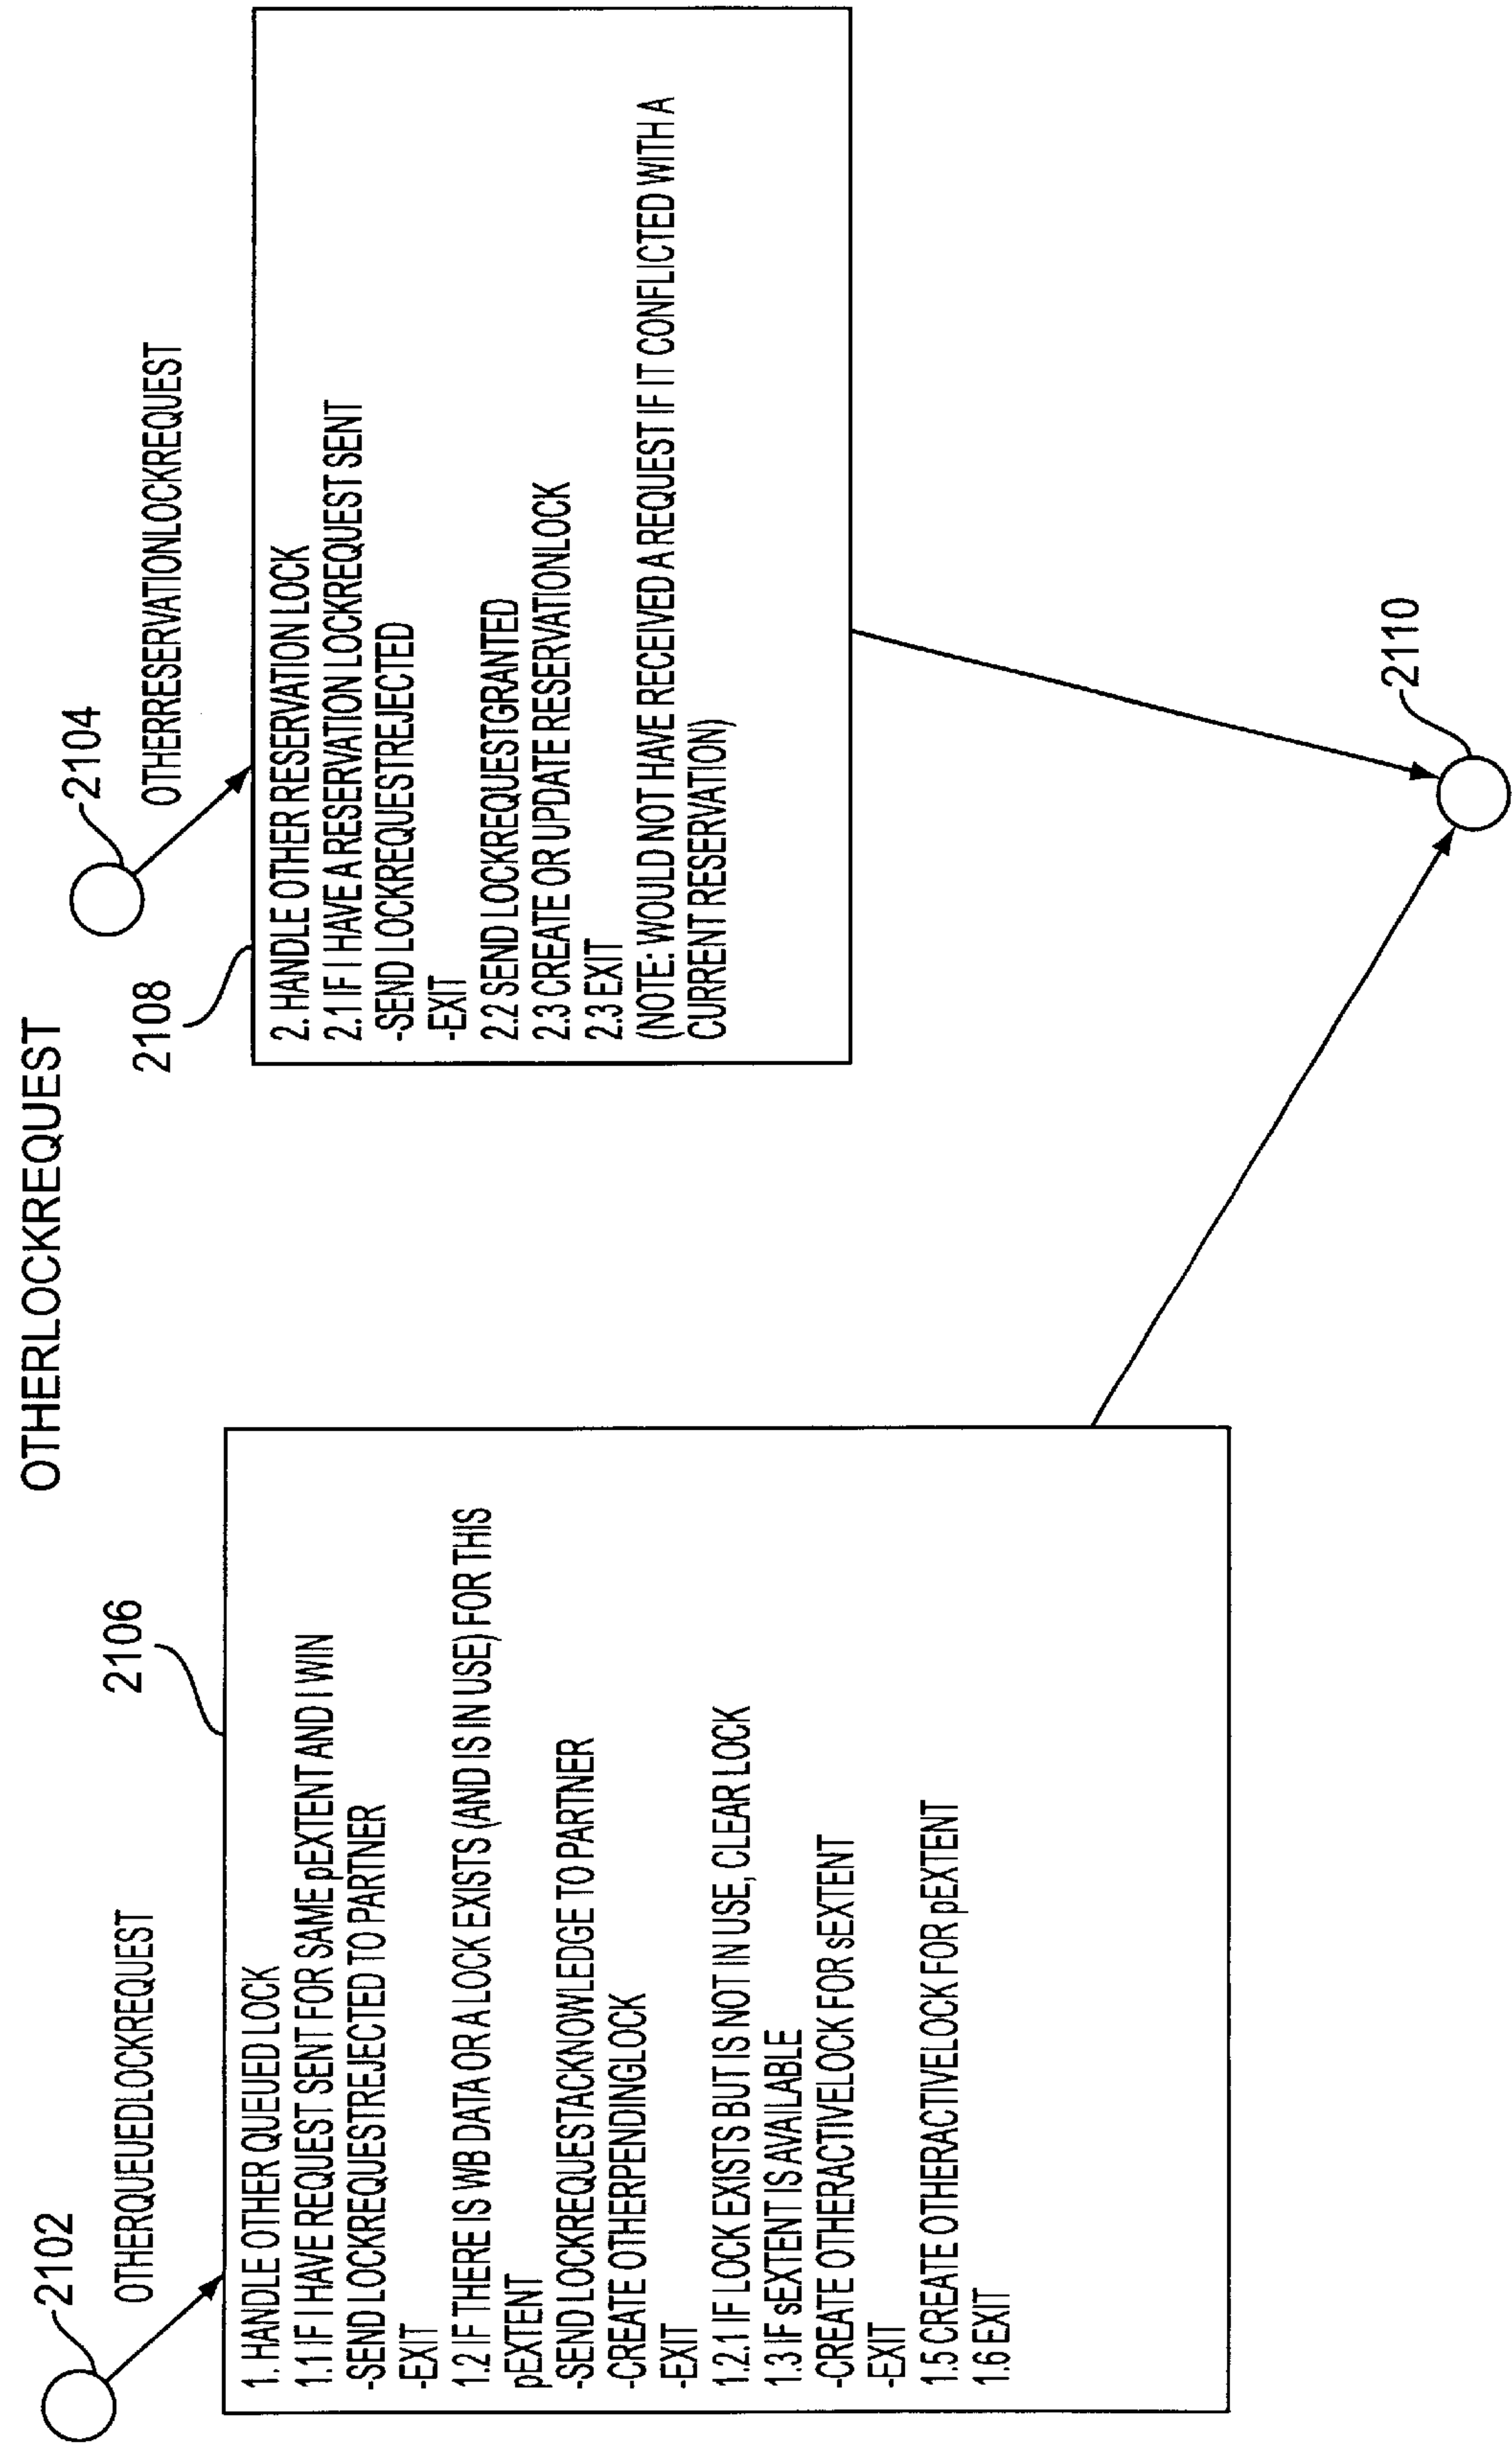 OTHERLOCKREQUEST
2102
OTHERQUEUEDLOCKREQUEST
2106
1. HANDLE OTHER QUEUED LOCK
1.1 IF I HAVE REQUEST SENT FOR SAME pEXTENT AND I WIN
-SEND LOCKREQUESTREJECTED TO PARTNER
-EXIT
1.2 IF THERE IS WB DATA OR A LOCK EXISTS (AND IS IN USE) FOR THIS
pEXTENT
-SEND LOCKREQUESTACKNOWLEDGE TO PARTNER
-CREATE OTHERPENDINGLOCK
-EXIT
1.2.1 IF LOCK EXISTS BUT IS NOT IN USE, CLEAR LOCK
1.3 IF sEXTENT IS AVAILABLE
-CREATE OTHERACTIVELOCK FOR sEXTENT
-EXIT
1.5 CREATE OTHERACTIVELOCK FOR pEXTENT
1.6 EXIT
2104
OTHERRESERVATIONLOCKREQUEST
2108
2. HANDLE OTHER RESERVATION LOCK
2.1 IF I HAVE A RESERVATION LOCKREQUEST SENT
-SEND LOCKREQUESTREJECTED
-EXIT
2.2 SEND LOCKREQUESTGRANTED
2.3 CREATE OR UPDATE RESERVATIONLOCK
2.3 EXIT
(NOTE: WOULD NOT HAVE RECEIVED A REQUEST IF IT CONFLICTED WITH A
CURRENT RESERVATION)
2110